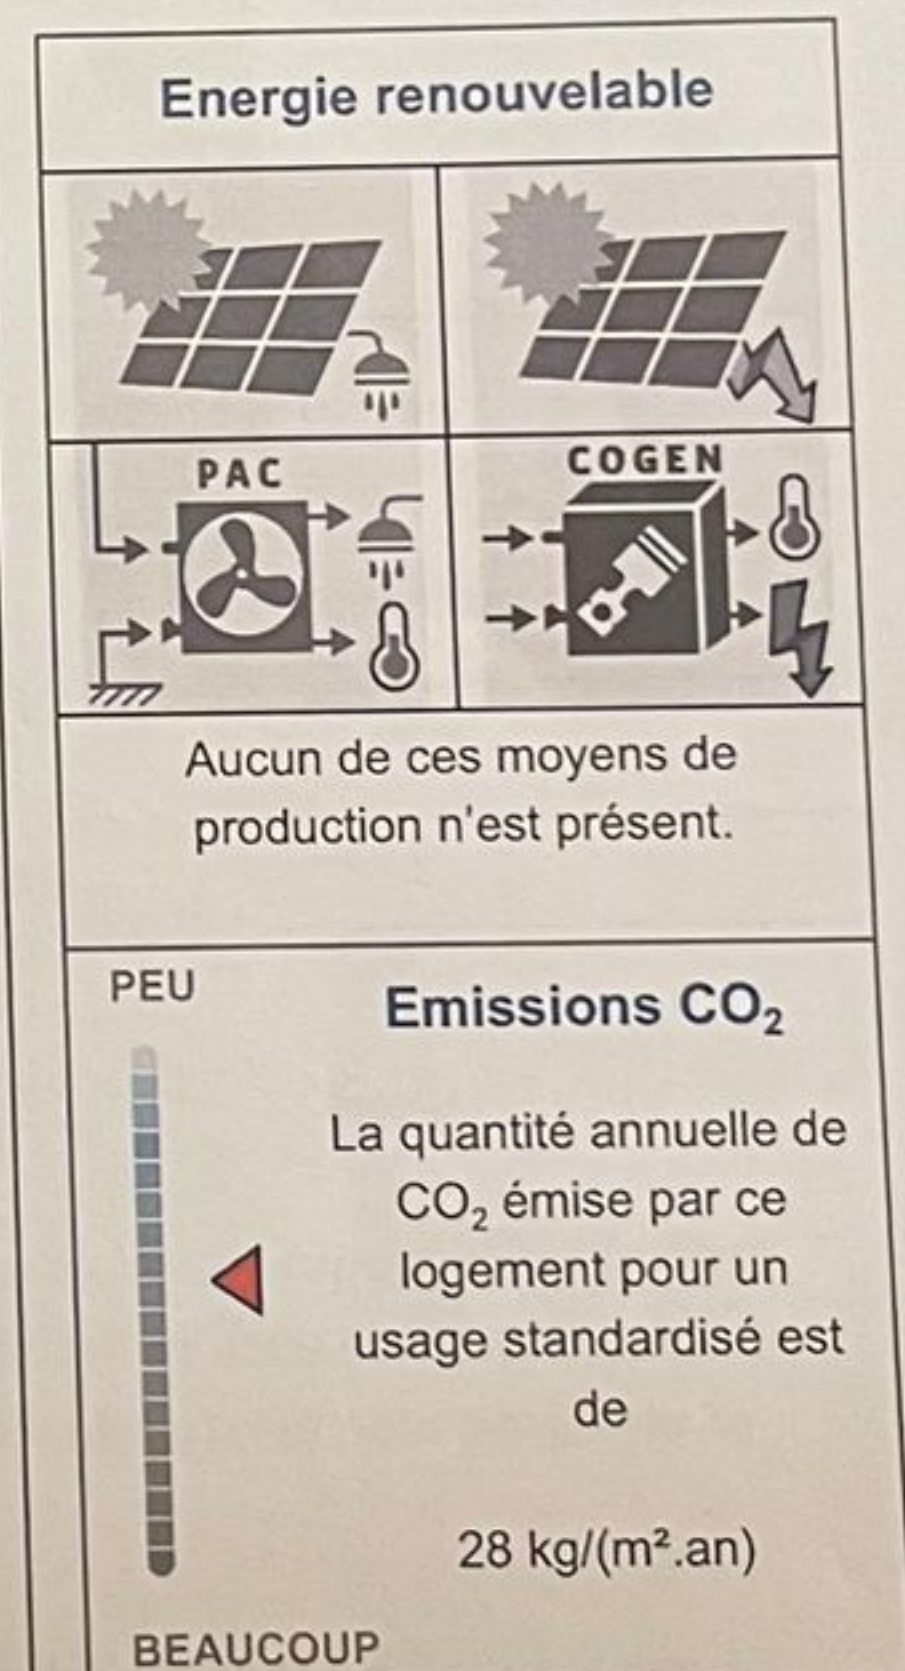 Energie renouvelable
PAC
COGEN
Aucun de ces moyens de
production n'est présent.
PEU
Emissions CO₂
La quantité annuelle de
CO₂ émise par ce
logement pour un
usage standardisé est
de
28 kg/(m².an)
BEAUCOUP